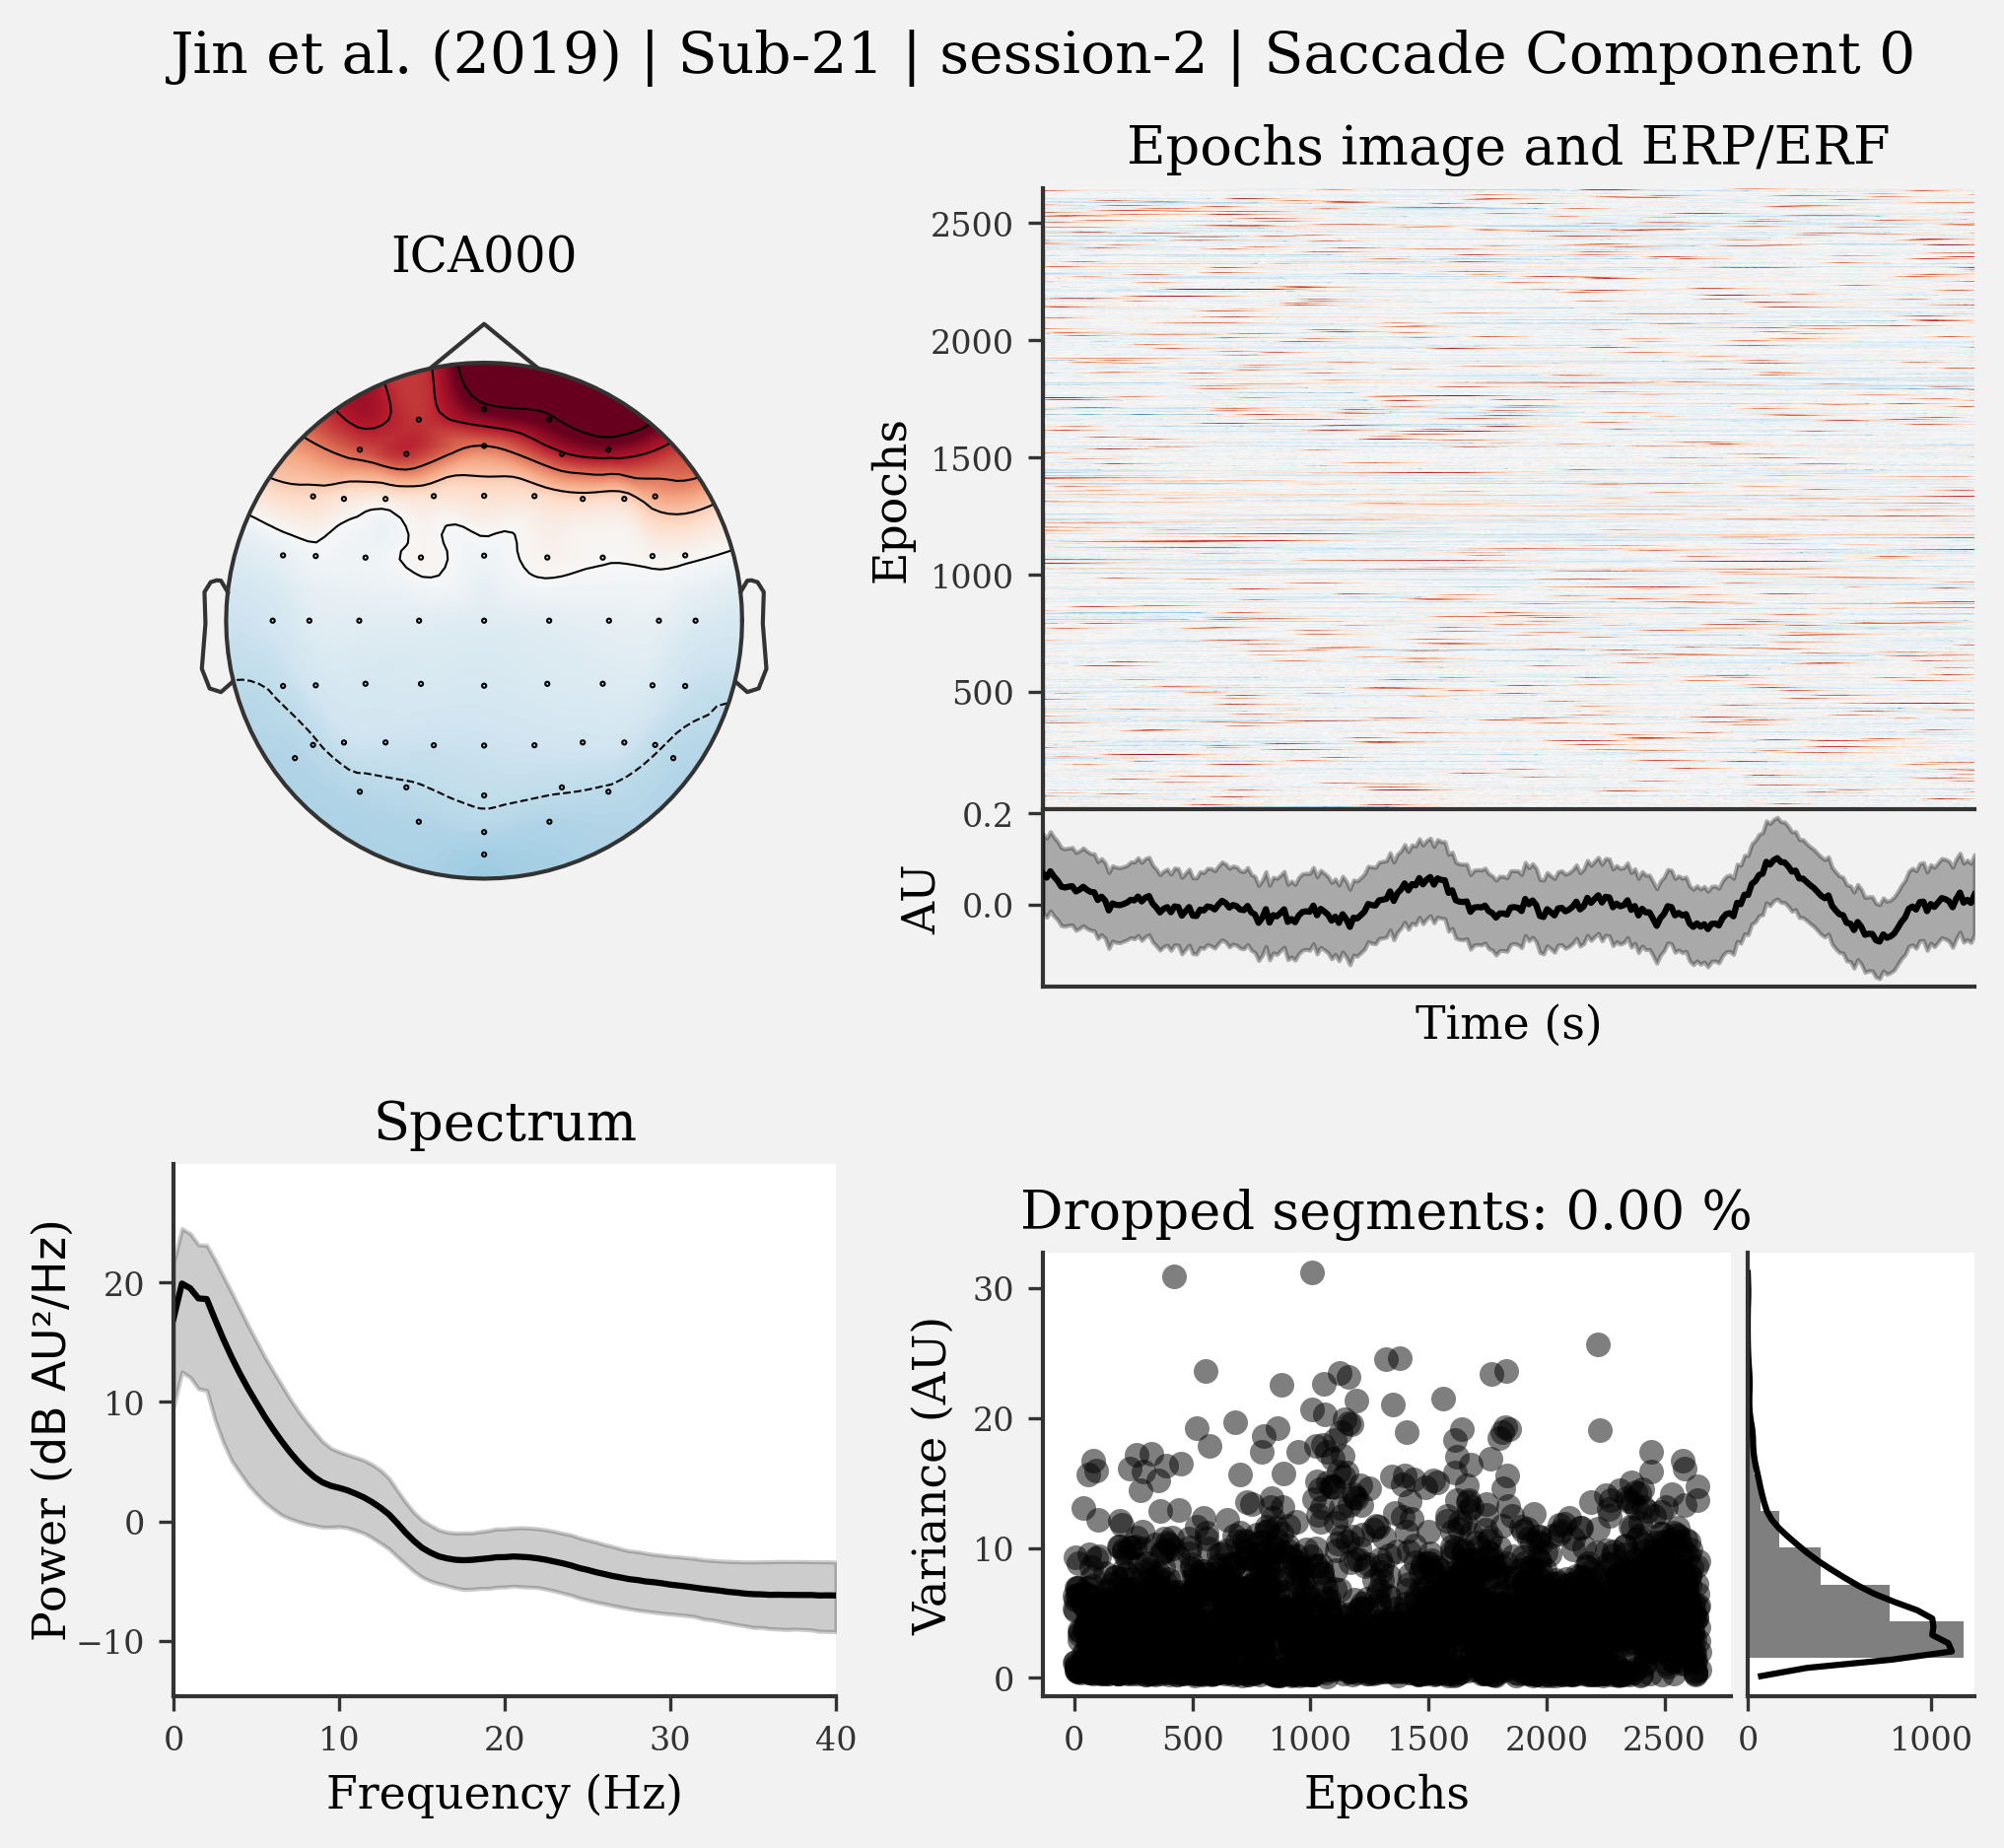 Jin et al. (2019) | Sub-21 | session-2 | Saccade Component 0
ICA000
Epochs image and ERP/ERF
Epochs
2500
2000
1500
1000
500
AU
0.2
0.0
Time (s)
Spectrum
Power (dB AU²/Hz)
20
10
0
−10
0 10 20 30 40
Frequency (Hz)
Dropped segments: 0.00 %
Variance (AU)
30
20
10
0
0 500 1000 1500 2000 2500
Epochs
0 1000